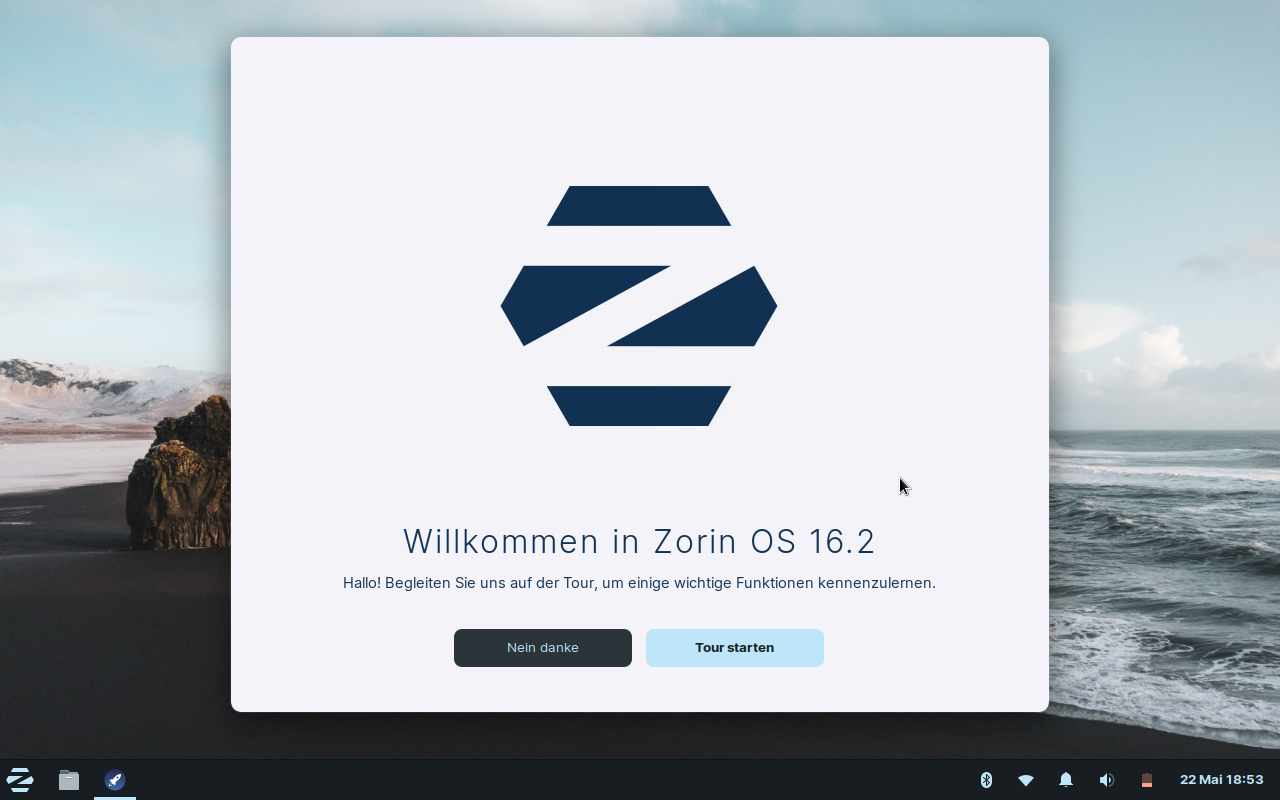 Willkommen in Zorin OS 16.2
Hallo! Begleiten Sie uns auf der Tour, um einige wichtige Funktionen kennenzulernen.
Nein danke
Tour starten
22 Mai 18:53